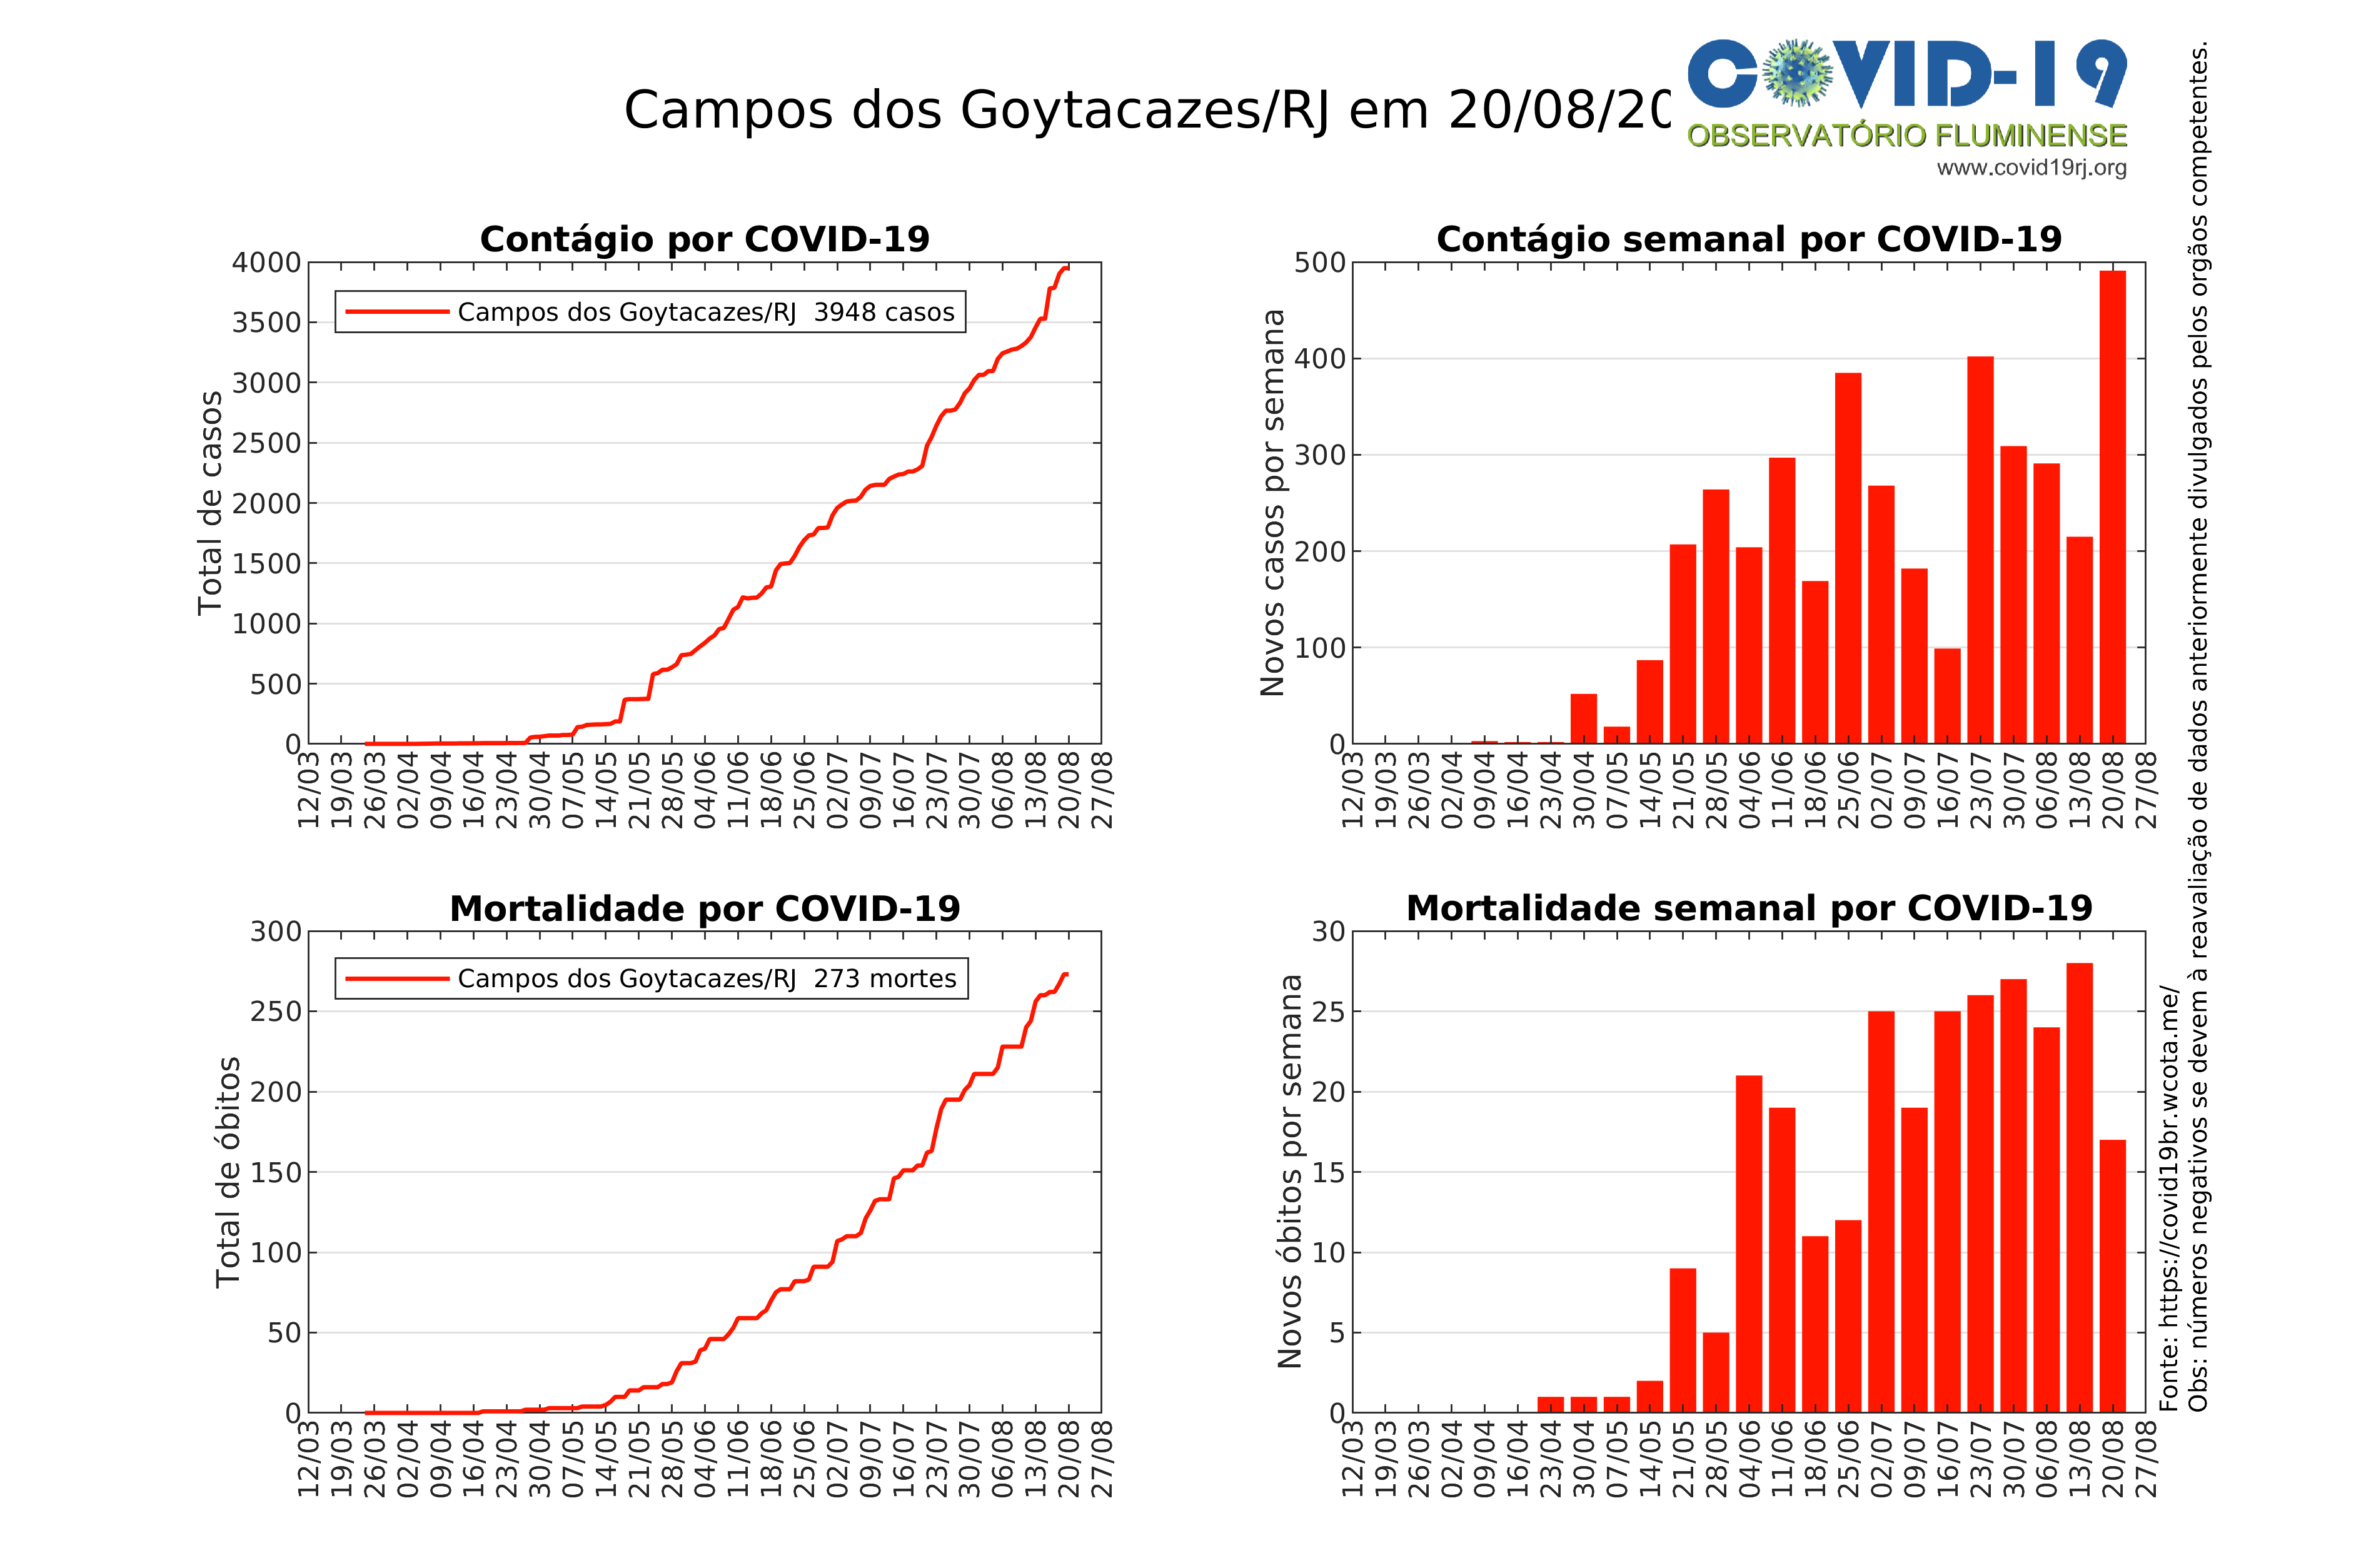 Campos dos Goytacazes/RJ em 20/08/20
COVID-19
OBSERVATÓRIO FLUMINENSE
www.covid19rj.org
Contágio por COVID-19
Total de casos
4000
3500
3000
2500
2000
1500
1000
500
0
Campos dos Goytacazes/RJ 3948 casos
12/03 19/03 26/03 02/04 09/04 16/04 23/04 30/04 07/05 14/05 21/05 28/05 04/06 11/06 18/06 25/06 02/07 09/07 16/07 23/07 30/07 06/08 13/08 20/08 27/08
Contágio semanal por COVID-19
Novos casos por semana
500
400
300
200
100
0
12/03 19/03 26/03 02/04 09/04 16/04 23/04 30/04 07/05 14/05 21/05 28/05 04/06 11/06 18/06 25/06 02/07 09/07 16/07 23/07 30/07 06/08 13/08 20/08 27/08
Mortalidade por COVID-19
Total de óbitos
300
250
200
150
100
50
0
Campos dos Goytacazes/RJ 273 mortes
12/03 19/03 26/03 02/04 09/04 16/04 23/04 30/04 07/05 14/05 21/05 28/05 04/06 11/06 18/06 25/06 02/07 09/07 16/07 23/07 30/07 06/08 13/08 20/08 27/08
Mortalidade semanal por COVID-19
Novos óbitos por semana
30
25
20
15
10
5
0
12/03 19/03 26/03 02/04 09/04 16/04 23/04 30/04 07/05 14/05 21/05 28/05 04/06 11/06 18/06 25/06 02/07 09/07 16/07 23/07 30/07 06/08 13/08 20/08 27/08
Fonte: https://covid19br.wcota.me/
Obs: números negativos se devem à reavaliação de dados anteriormente divulgados pelos orgãos competentes.